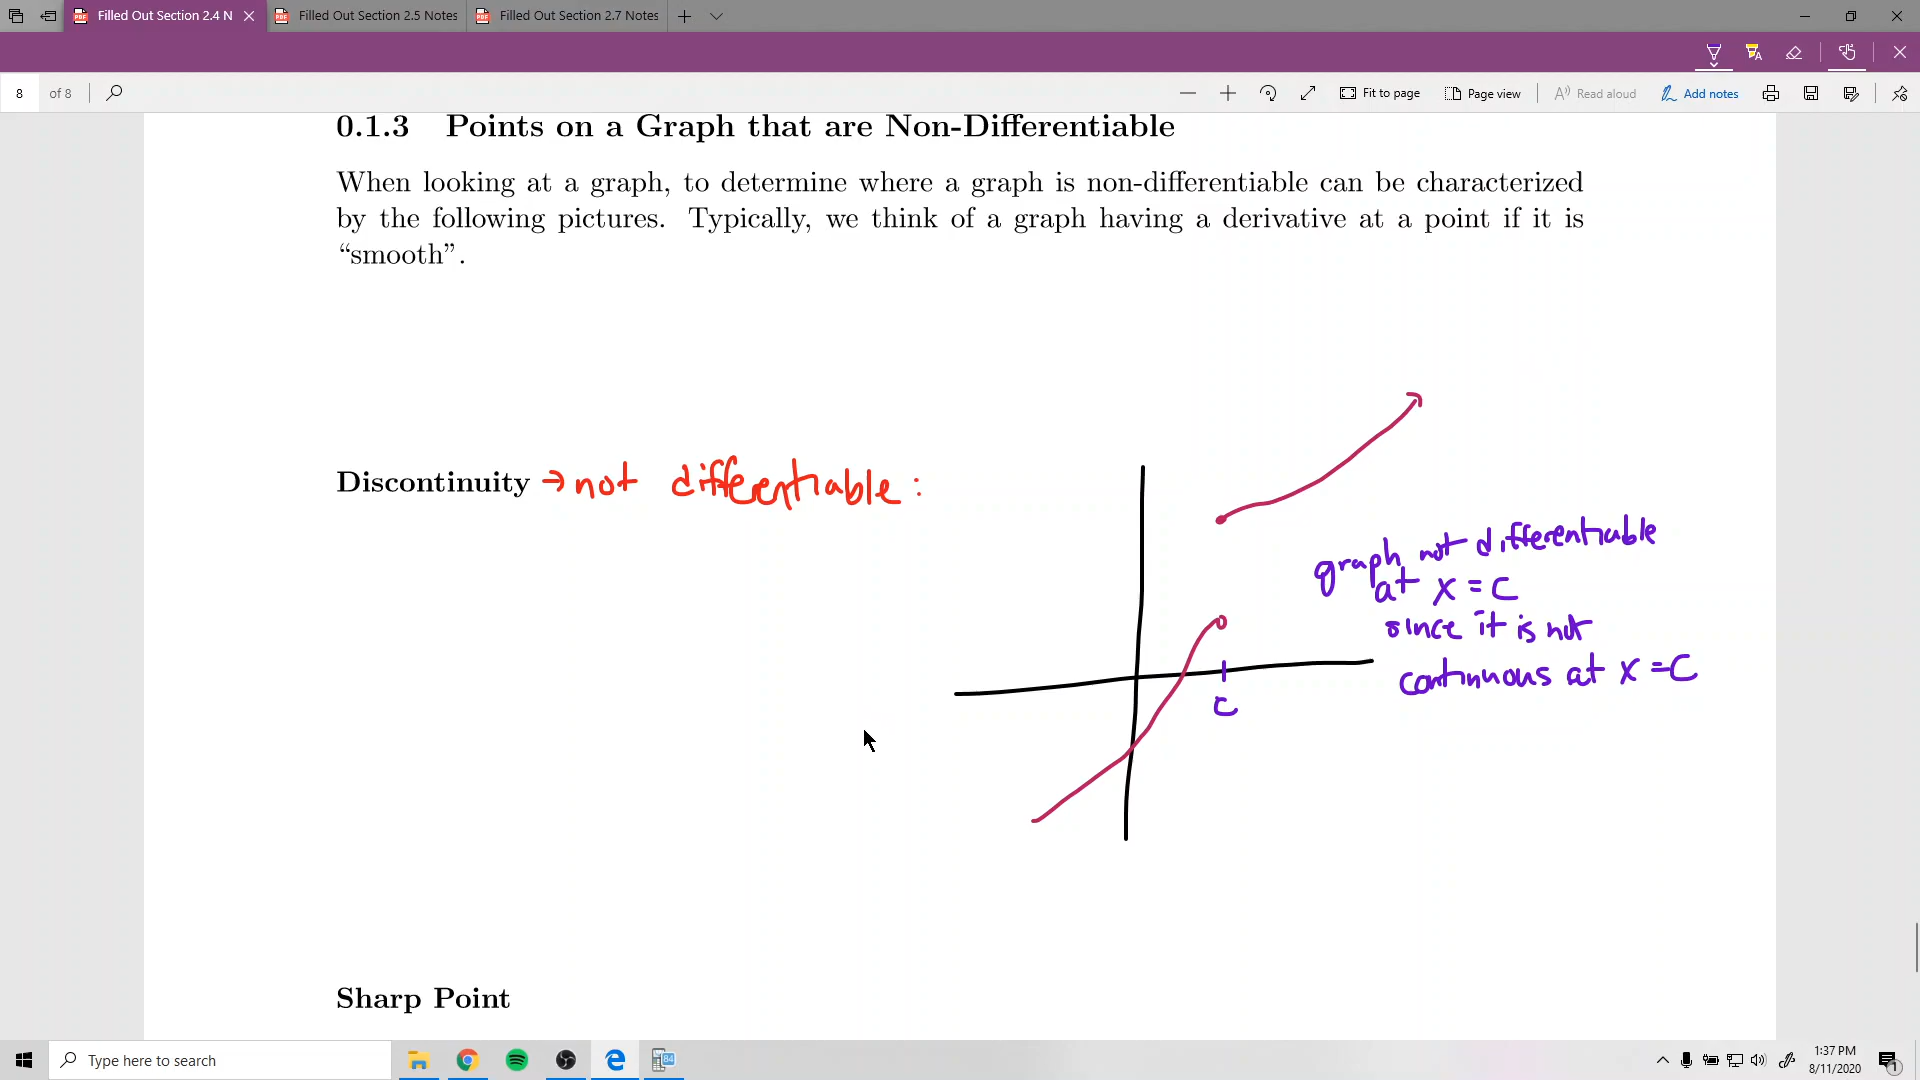 Filled Out Section 2.4 N
Filled Out Section 2.5 Notes
Filled Out Section 2.7 Notes
8 of 8
Fit to page
Page view
Read aloud
Add notes
0.1.3 Points on a Graph that are Non-Differentiable
When looking at a graph, to determine where a graph is non-differentiable can be characterized
by the following pictures. Typically, we think of a graph having a derivative at a point if it is
“smooth”.
Discontinuity → not differentiable :
graph not differentiable
at x = c
since it is not
continuous at x = c
c
Sharp Point
Type here to search
84
1:37 PM
8/11/2020
1